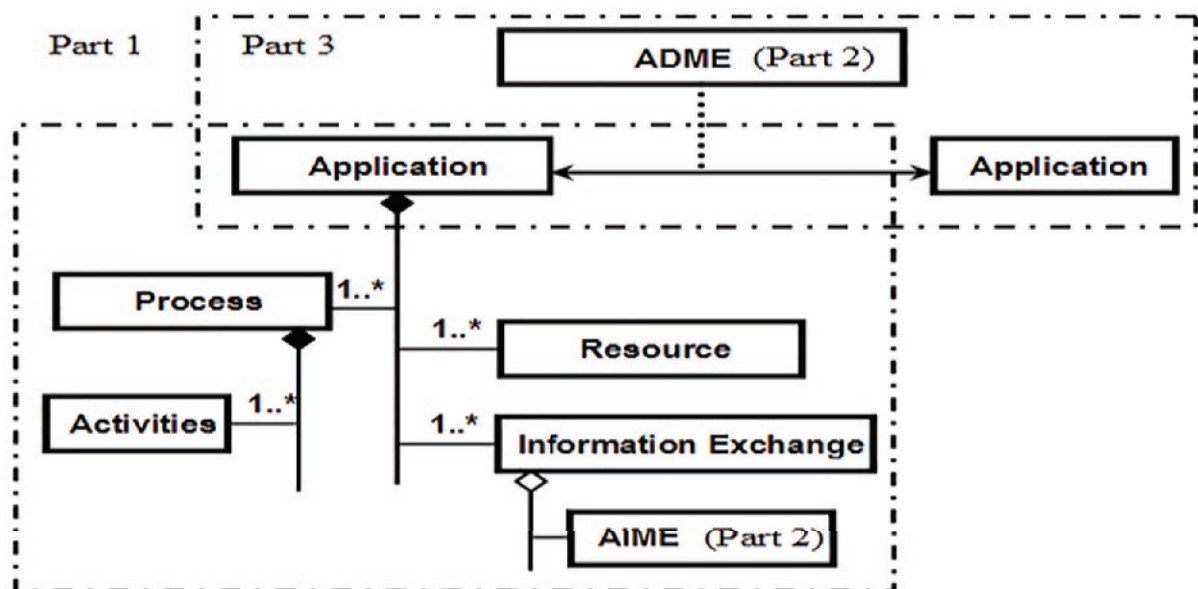 Part 1
Part 3
ADME (Part 2)
Application
Application
Process
1..*
1..*
Resource
Activities
1..*
1..*
Information Exchange
AIME (Part 2)